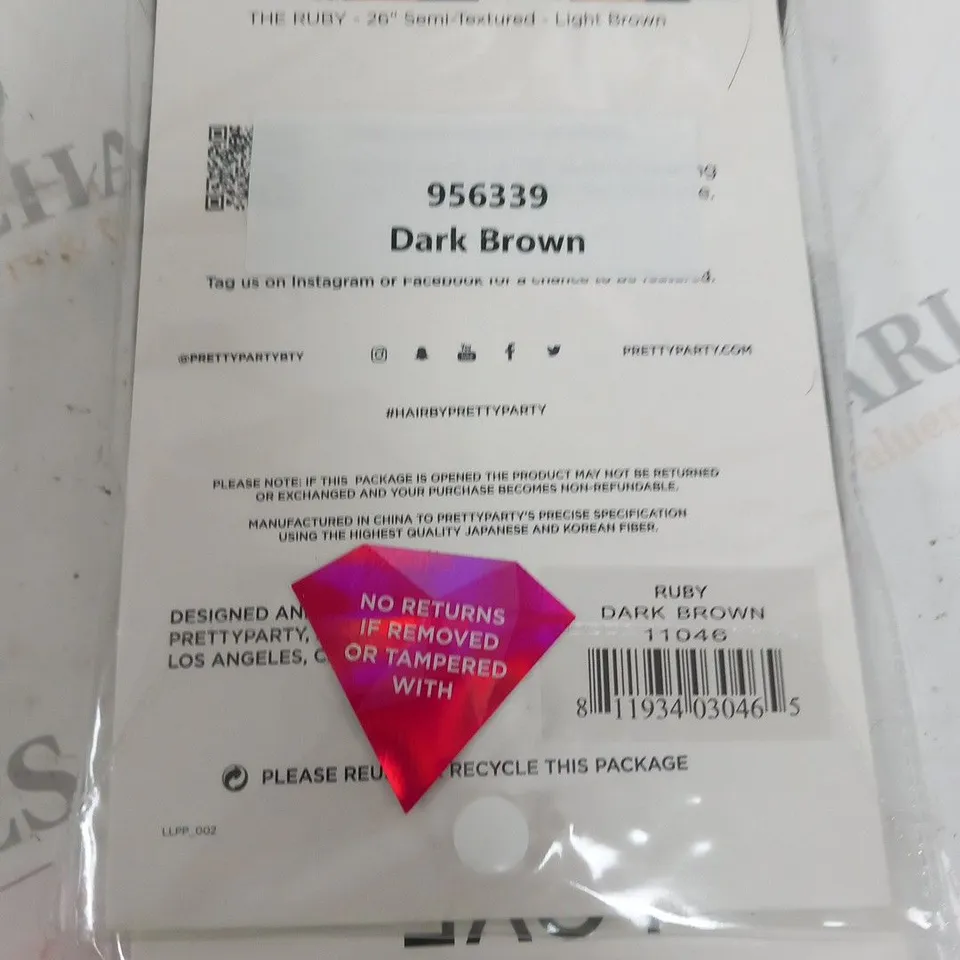 THE RUBY - 26" Semi-Textured - Light Brown
956339
Dark Brown
Tag us on Instagram or Facebook for a chance to be
@PRETTYPARTYBTY
PRETTYPARTY.COM
#HAIRBYPRETTYPARTY
PLEASE NOTE: IF THIS PACKAGE IS OPENED THE PRODUCT MAY NOT BE RETURNED
OR EXCHANGED AND YOUR PURCHASE BECOMES NON-REFUNDABLE.
MANUFACTURED IN CHINA TO PRETTYPARTY'S PRECISE SPECIFICATION
USING THE HIGHEST QUALITY JAPANESE AND KOREAN FIBER.
DESIGNED
PRETTYPARTY,
LOS ANGELES,
NO RETURNS
IF REMOVED
OR TAMPERED
WITH
RUBY
DARK BROWN
11046
8 11934 03046 5
PLEASE RECYCLE THIS PACKAGE
LLPP_002